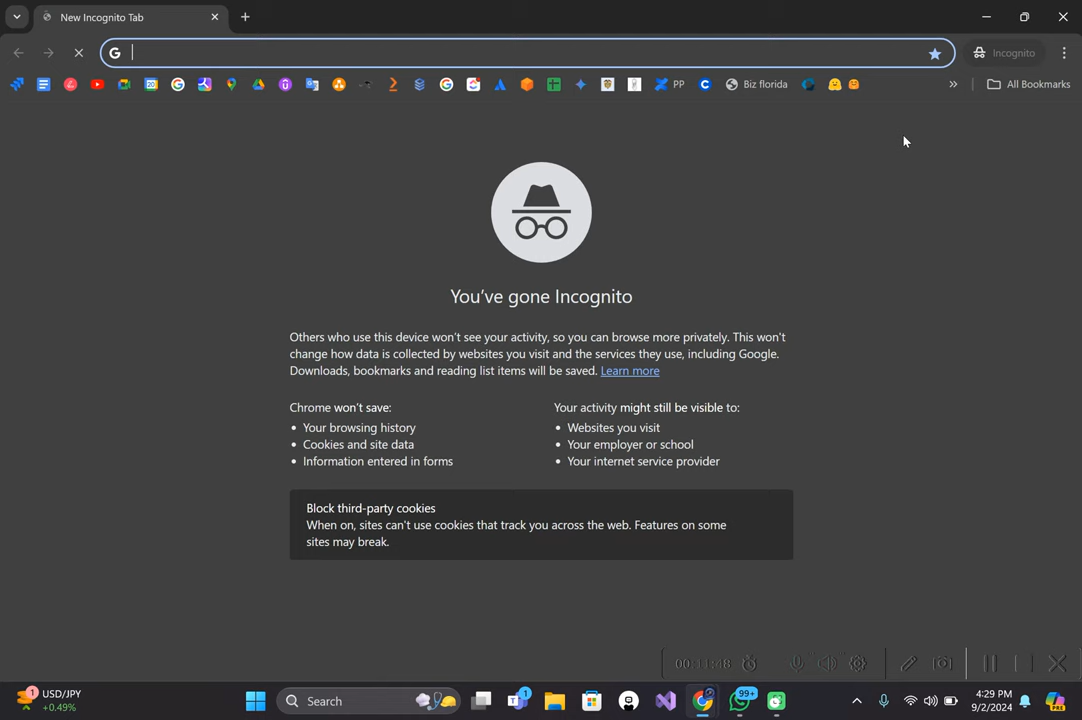 New Incognito Tab
Incognito
PP
Biz florida
All Bookmarks
You've gone Incognito
Others who use this device won't see your activity, so you can browse more privately. This won't
change how data is collected by websites you visit and the services they use, including Google.
Downloads, bookmarks and reading list items will be saved. Learn more
Chrome won't save:
• Your browsing history
• Cookies and site data
• Information entered in forms
Your activity might still be visible to:
• Websites you visit
• Your employer or school
• Your internet service provider
Block third-party cookies
When on, sites can't use cookies that track you across the web. Features on some
sites may break.
00:11:48
1
USD/JPY
+0.49%
Search
1
99+
4:29 PM
9/2/2024
PRE